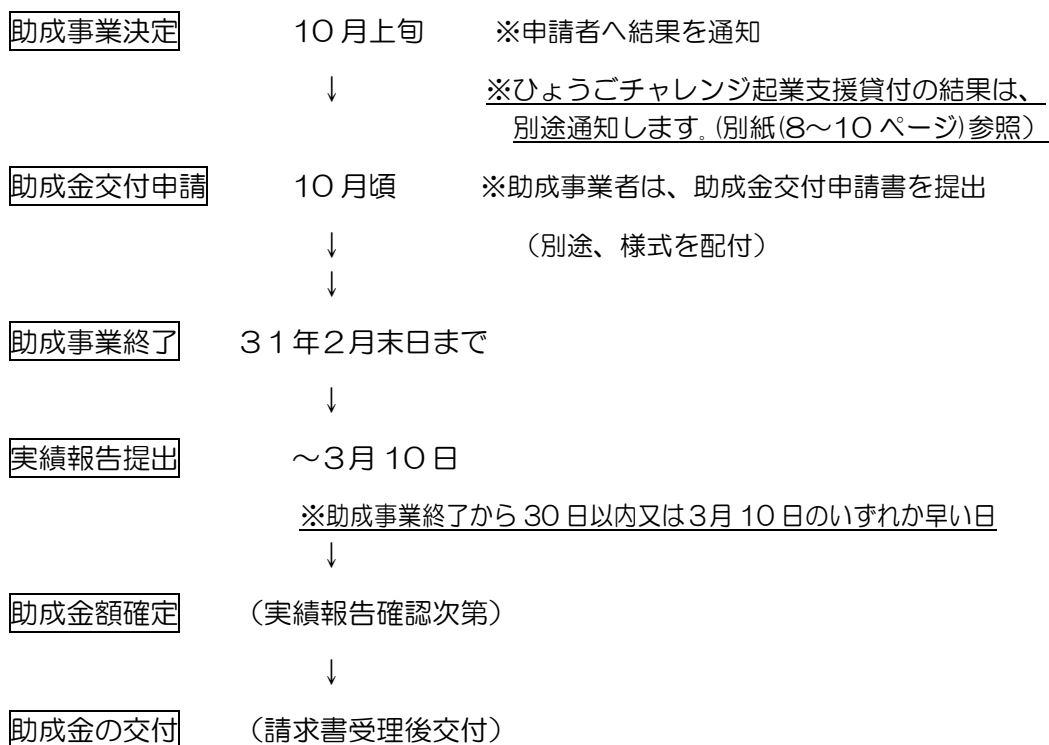 助成事業決定　10月上旬　※申請者へ結果を通知
↓　※ひょうごチャレンジ起業支援貸付の結果は、
別途通知します。(別紙(8～10ページ)参照）
助成金交付申請　10月頃　※助成事業者は、助成金交付申請書を提出
↓　（別途、様式を配付）
↓
助成事業終了　３１年２月末日まで
↓
実績報告提出　～３月10日
※助成事業終了から30日以内又は３月10日のいずれか早い日
↓
助成金額確定　（実績報告確認次第）
↓
助成金の交付　（請求書受理後交付）